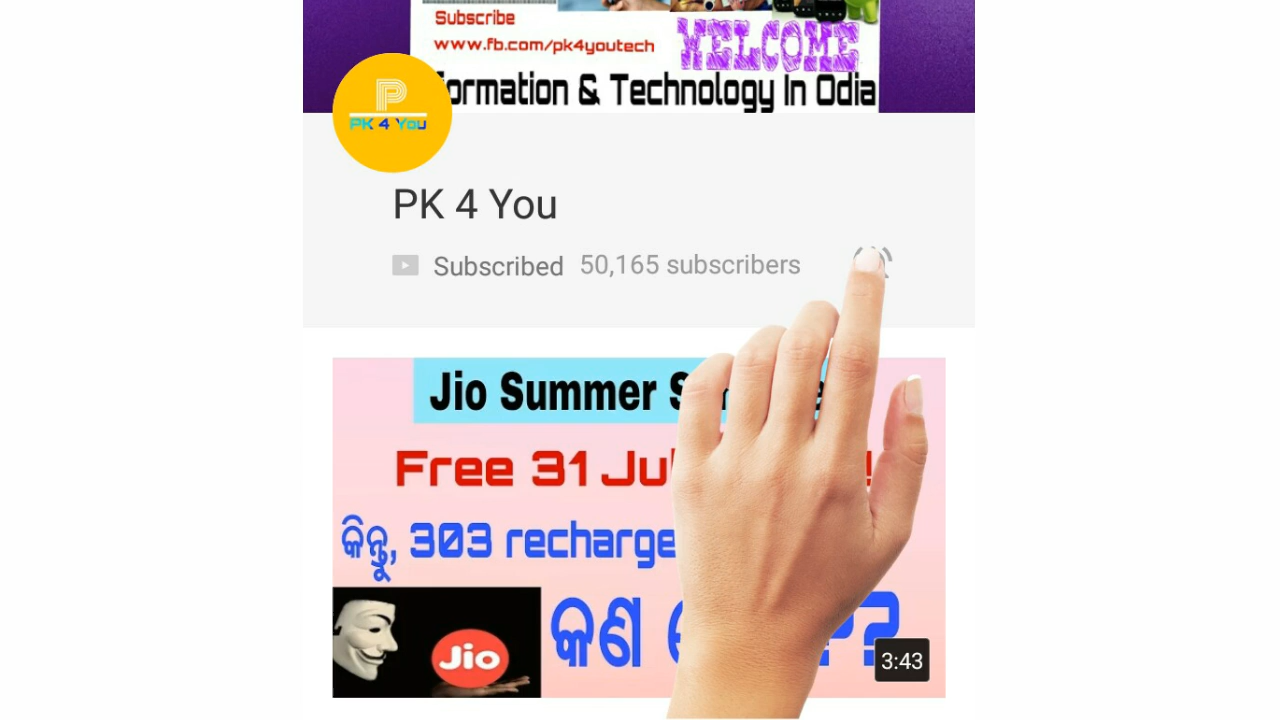 Subscribe
www.fb.com/pk4youtech
WELCOME
formation & Technology In Odia
P
PK 4 You
PK 4 You
Subscribed 50,165 subscribers
Jio Summer
Free 31
କିନ୍ତୁ, 303 recharge
Jio
କଣ
3:43